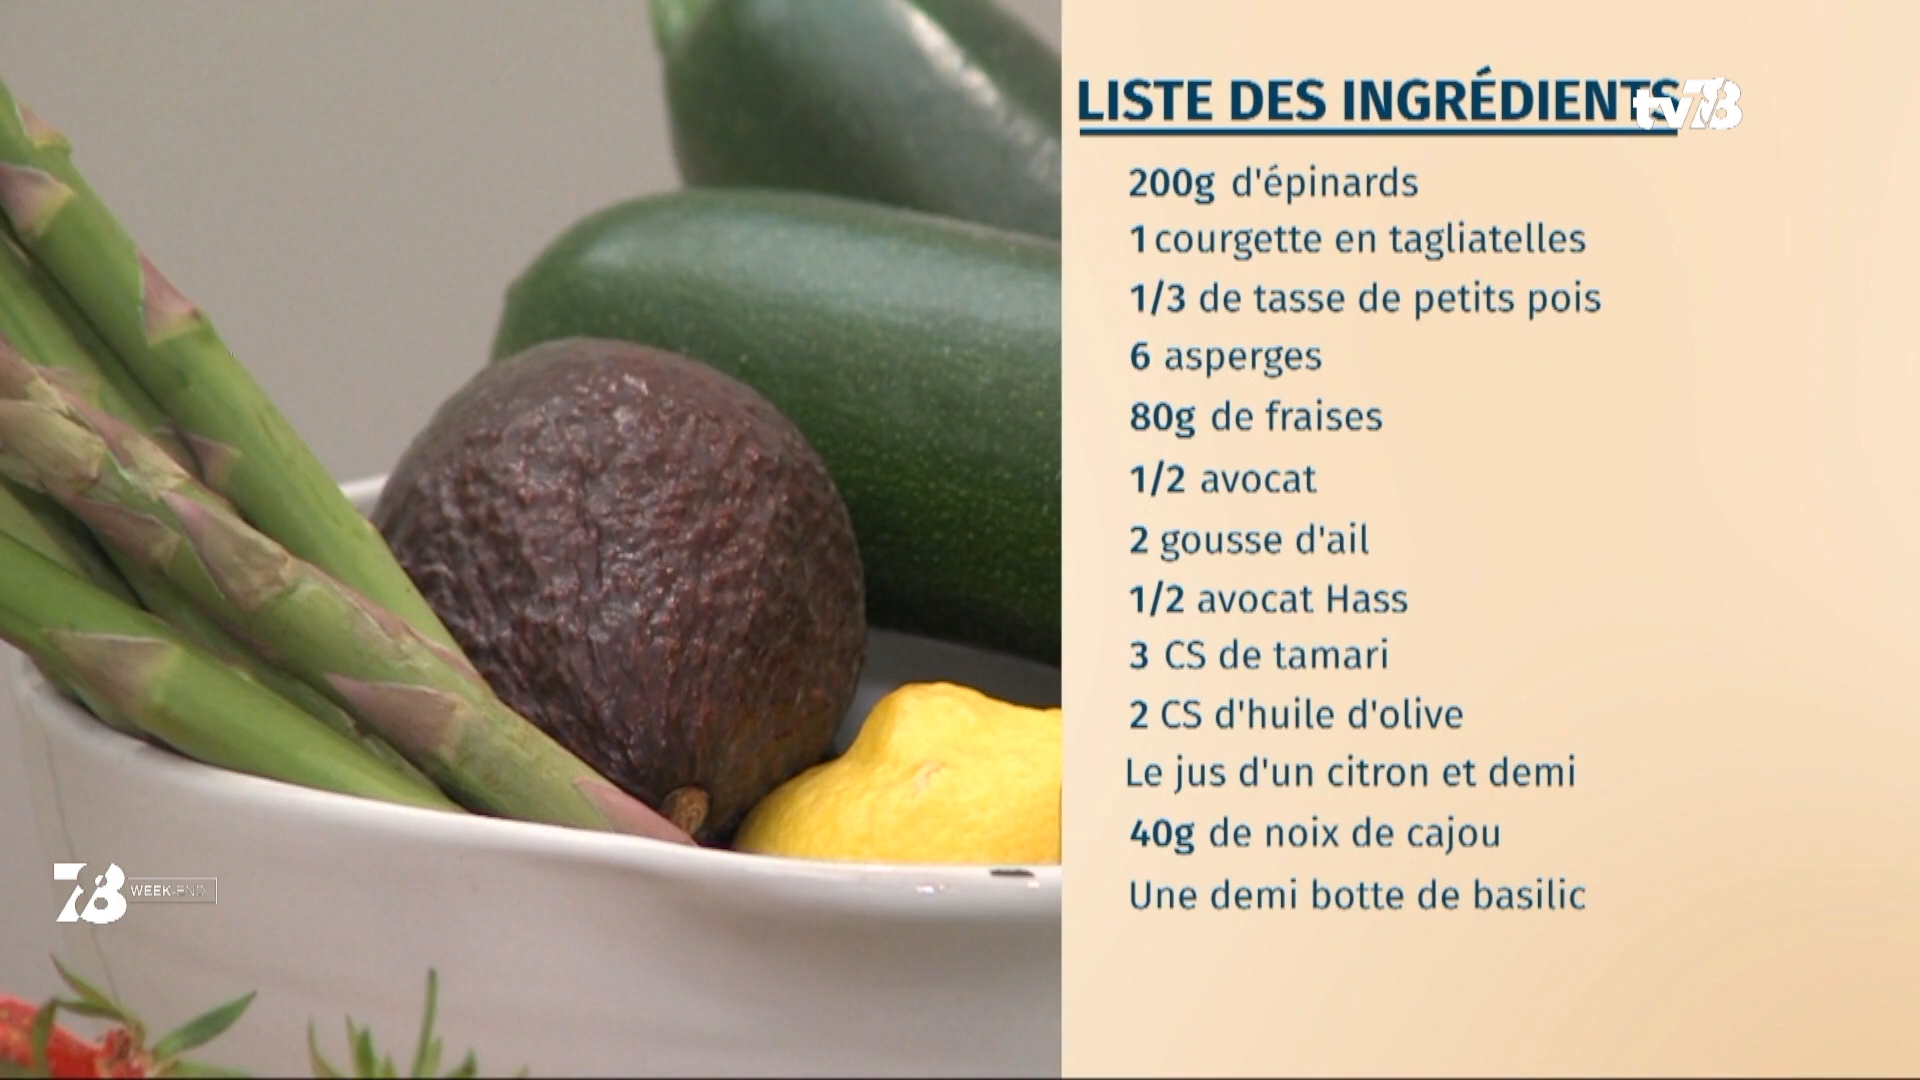 LISTE DES INGRÉDIENTS
tv78
200g d'épinards
1 courgette en tagliatelles
1/3 de tasse de petits pois
6 asperges
80g de fraises
1/2 avocat
2 gousse d'ail
1/2 avocat Hass
3 CS de tamari
2 CS d'huile d'olive
Le jus d'un citron et demi
40g de noix de cajou
Une demi botte de basilic
78 WEEK-END